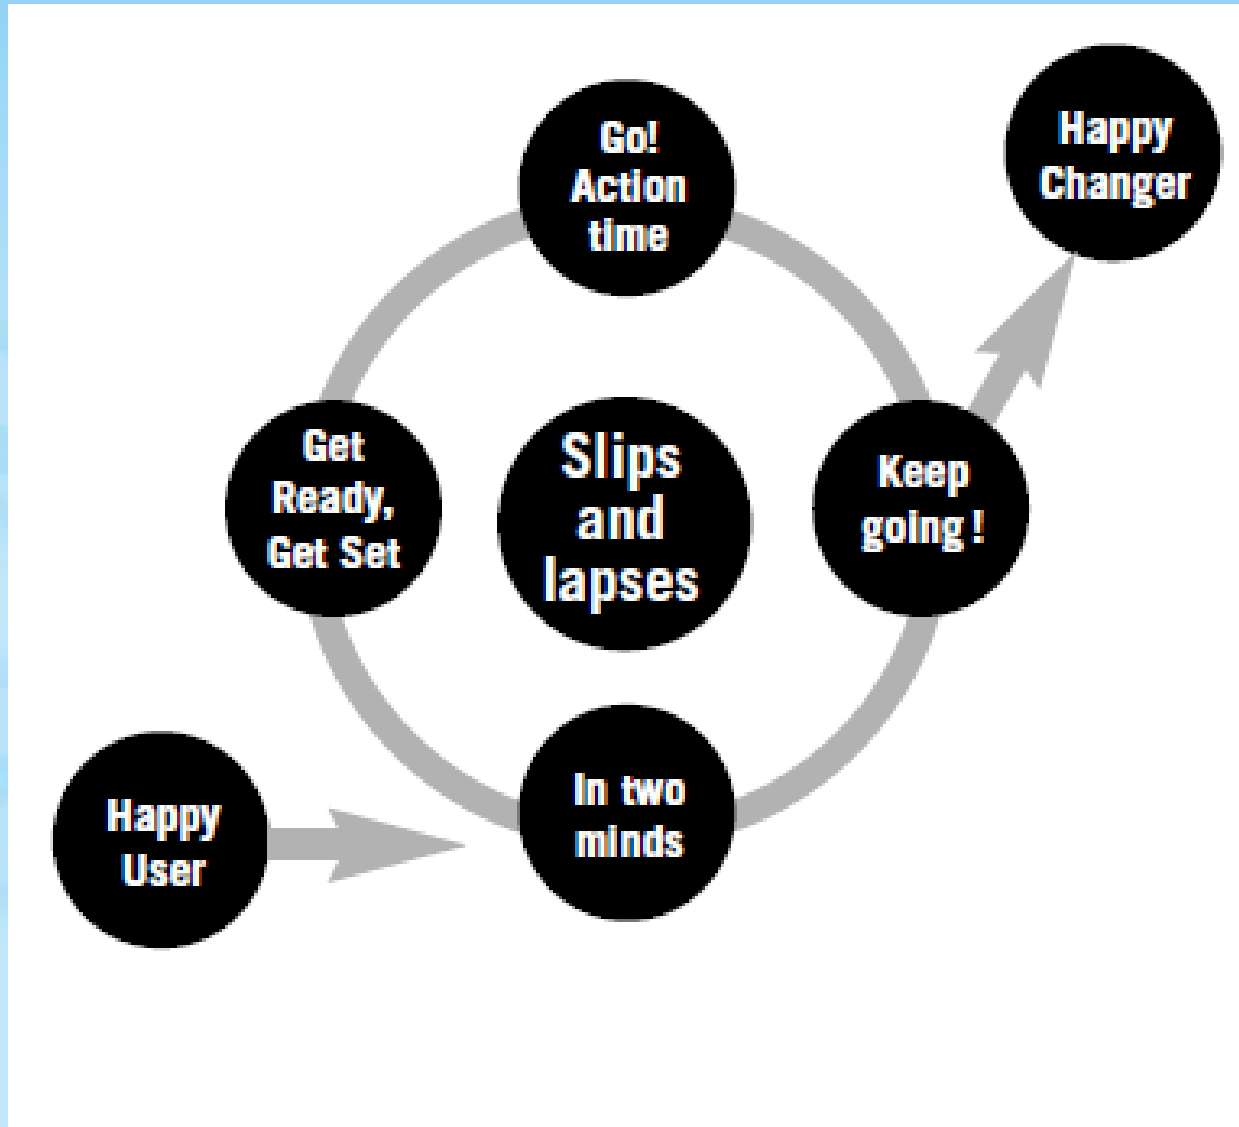 Go!
Action
time
Happy
Changer
Get
Ready,
Get Set
Slips
and
lapses
Keep
going !
In two
minds
Happy
User